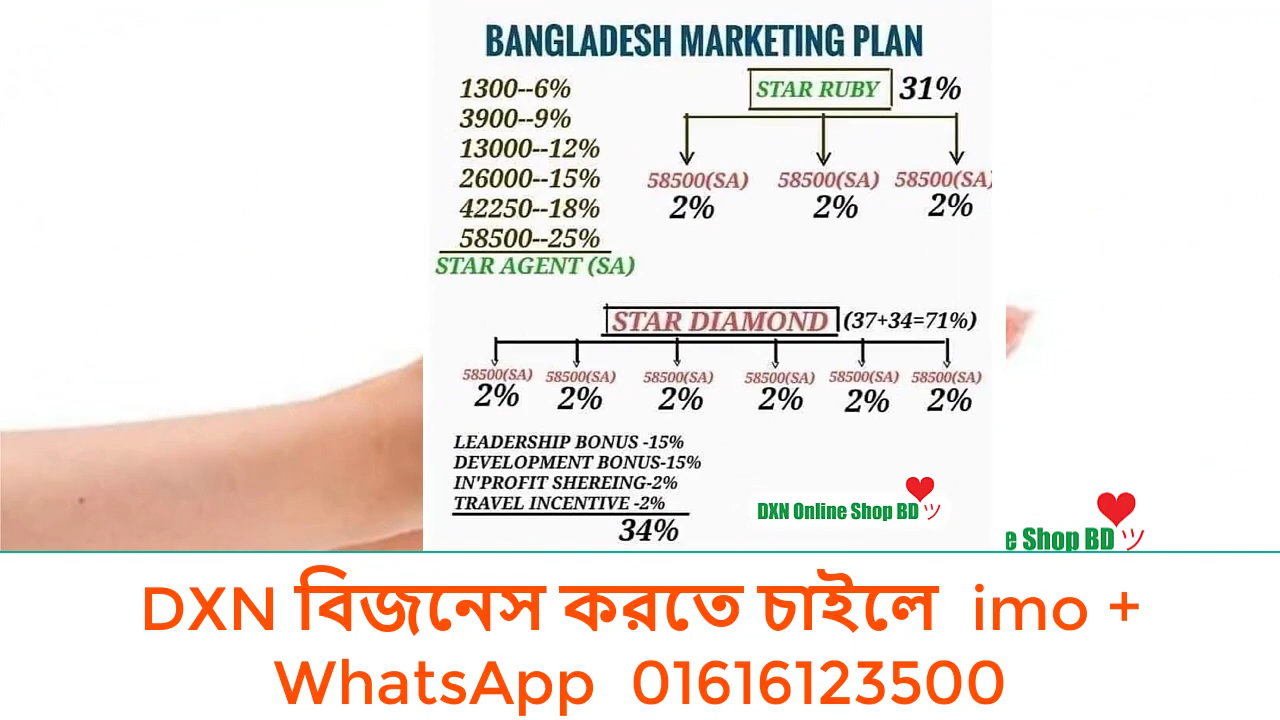 BANGLADESH MARKETING PLAN
1300--6%
3900--9%
13000--12%
26000--15%
42250--18%
58500--25%
STAR AGENT (SA)
STAR RUBY 31%
58500(SA) 58500(SA) 58500(SA)
2% 2% 2%
STAR DIAMOND (37+34=71%)
58500(SA) 58500(SA) 58500(SA) 58500(SA) 58500(SA) 58500(SA)
2% 2% 2% 2% 2% 2%
LEADERSHIP BONUS -15%
DEVELOPMENT BONUS-15%
IN'PROFIT SHEREING-2%
TRAVEL INCENTIVE -2%
34%
DXN Online Shop BD ツ
e Shop BD ツ
DXN বিজনেস করতে চাইলে imo +
WhatsApp 01616123500